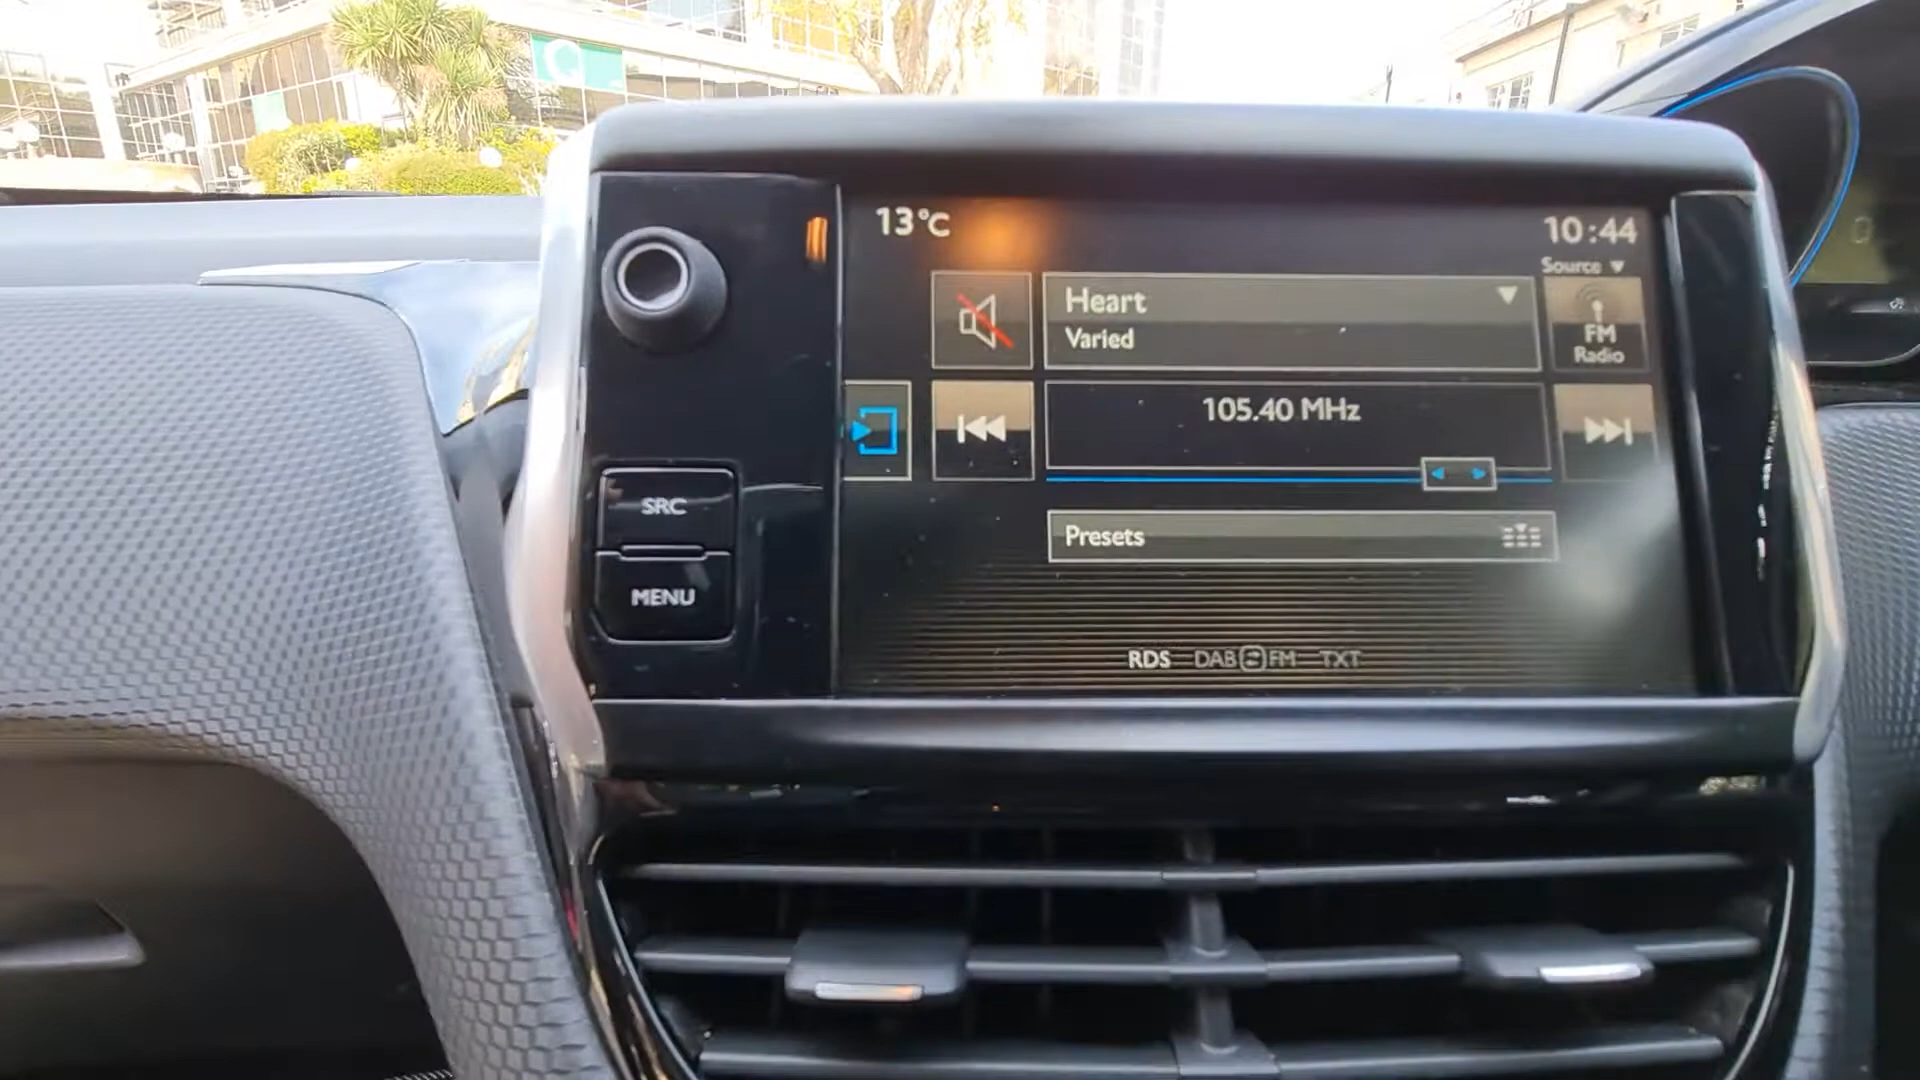 13°C
10:44
Source
Heart
Varied
FM
Radio
105.40 MHz
SRC
Presets
MENU
RDS DAB FM TXT